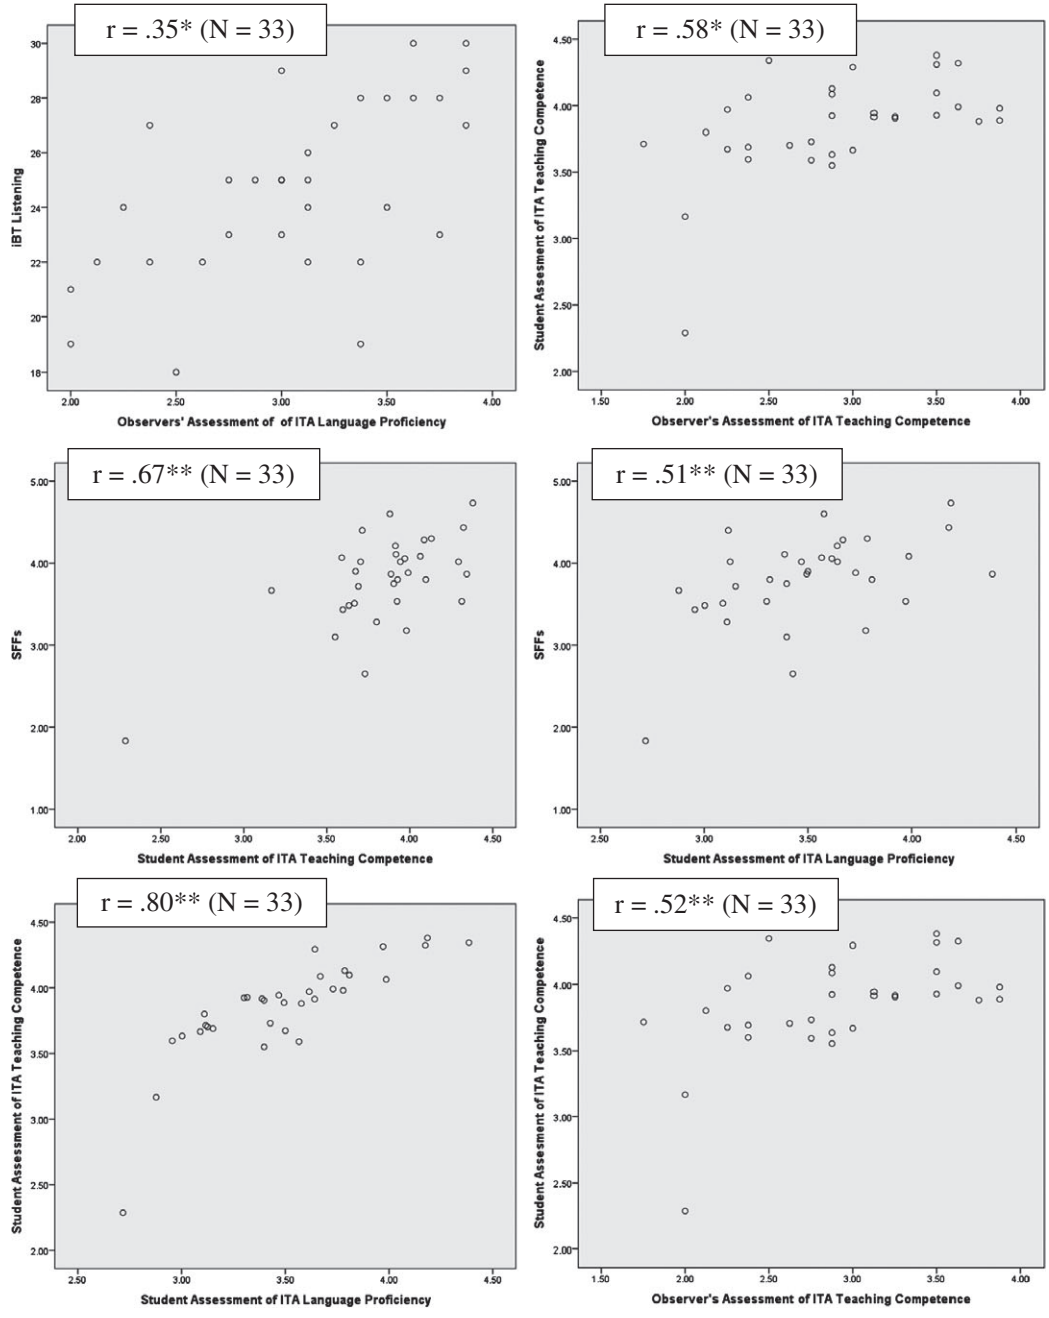 r = .35* (N = 33)
iBT Listening
30
28
26
24
22
20
18
2.00 2.50 3.00 3.50 4.00
Observers' Assessment of of ITA Language Proficiency
r = .58* (N = 33)
Student Assesment of ITA Teaching Competence
4.50
4.00
3.50
3.00
2.50
2.00
1.50 2.00 2.50 3.00 3.50 4.00
Observer's Assessment of ITA Teaching Competence
r = .67** (N = 33)
SFFs
5.00
4.00
3.00
2.00
1.00
2.00 2.50 3.00 3.50 4.00 4.50
Student Assessment of ITA Teaching Competence
r = .51** (N = 33)
SFFs
5.00
4.00
3.00
2.00
1.00
2.50 3.00 3.50 4.00 4.50
Student Assessment of ITA Language Proficiency
r = .80** (N = 33)
Student Assesment of ITA Teaching Competence
4.50
4.00
3.50
3.00
2.50
2.00
2.50 3.00 3.50 4.00 4.50
Student Assessment of ITA Language Proficiency
r = .52** (N = 33)
Student Assesment of ITA Teaching Competence
4.50
4.00
3.50
3.00
2.50
2.00
1.50 2.00 2.50 3.00 3.50 4.00
Observer's Assessment of ITA Teaching Competence